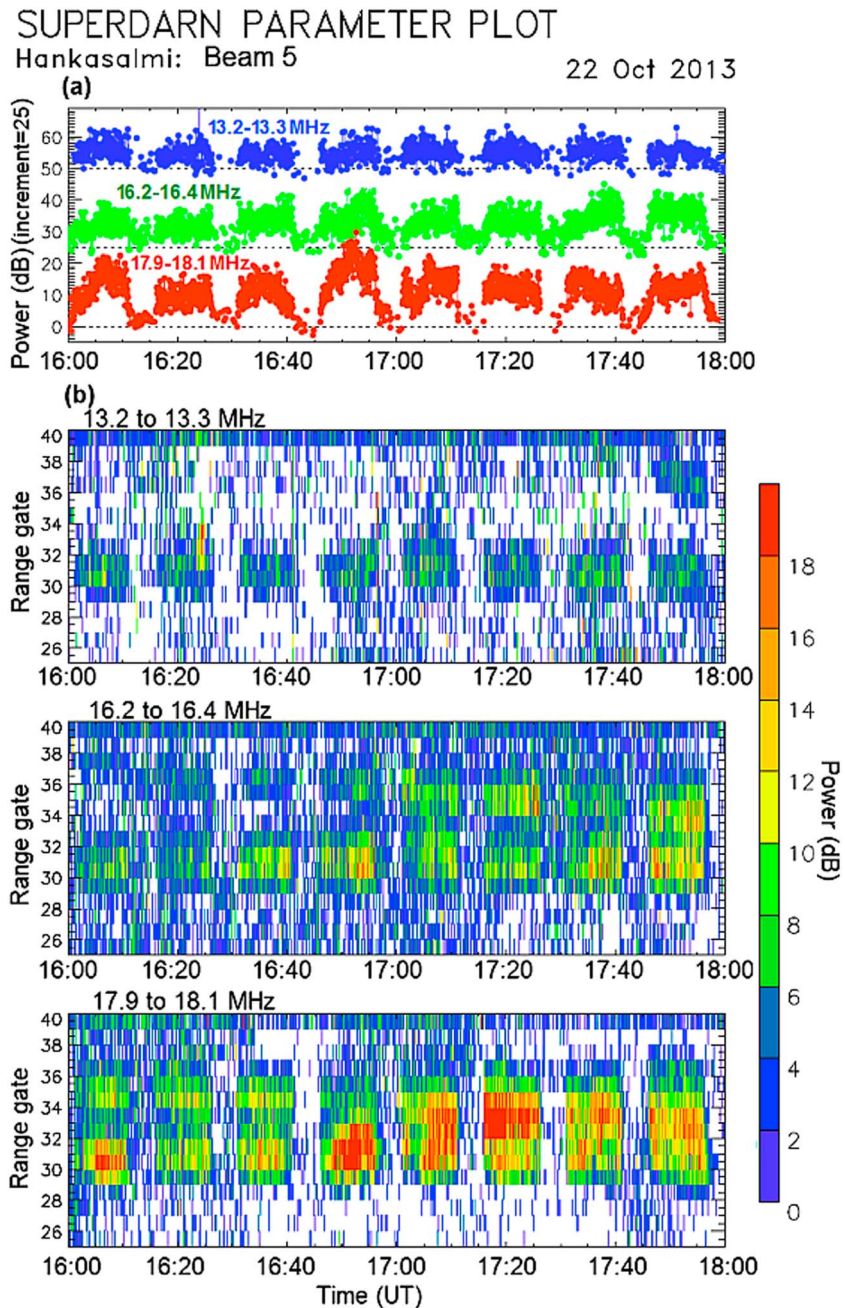 SUPERDARN PARAMETER PLOT
Hankasalmi: Beam 5
22 Oct 2013
(a)
Power (dB) (increment=25)
60
50
40
30
20
10
0
13.2-13.3 MHz
16.2-16.4 MHz
17.9-18.1 MHz
16:00 16:20 16:40 17:00 17:20 17:40 18:00
(b)
13.2 to 13.3 MHz
Range gate
40
38
36
34
32
30
28
26
16:00 16:20 16:40 17:00 17:20 17:40 18:00
16.2 to 16.4 MHz
Range gate
40
38
36
34
32
30
28
26
16:00 16:20 16:40 17:00 17:20 17:40 18:00
17.9 to 18.1 MHz
Range gate
40
38
36
34
32
30
28
26
16:00 16:20 16:40 17:00 17:20 17:40 18:00
Time (UT)
18
16
14
12
10
8
6
4
2
0
Power (dB)